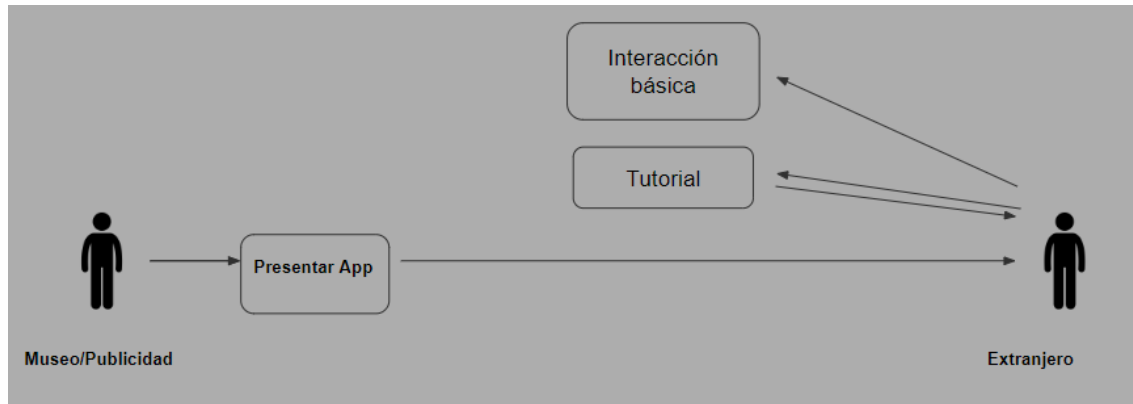 Interacción
básica
Tutorial
Presentar App
Museo/Publicidad
Extranjero